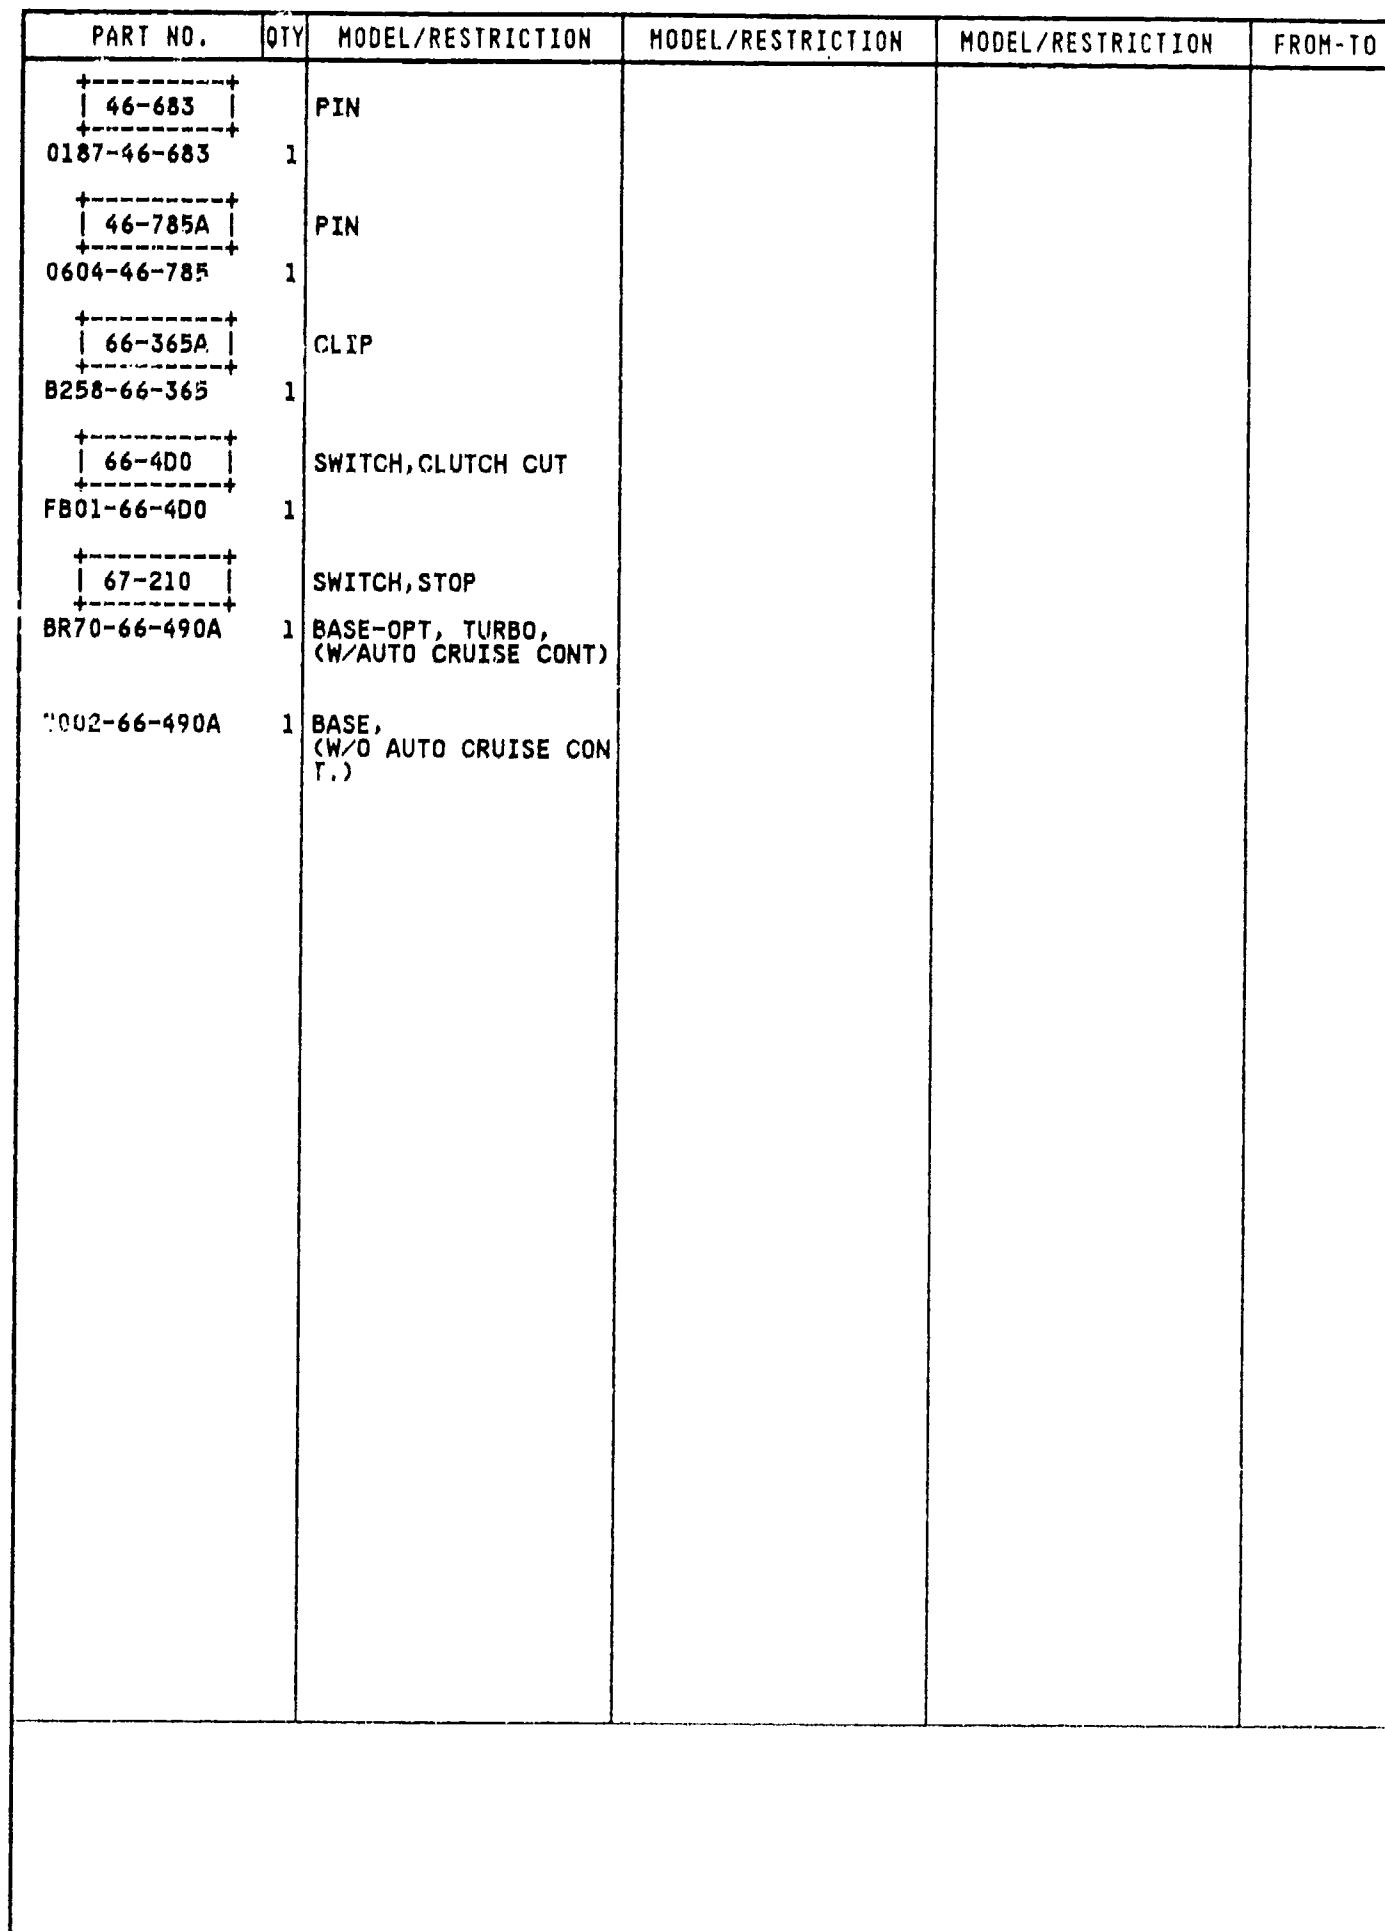 PART NO. QTY MODEL/RESTRICTION MODEL/RESTRICTION MODEL/RESTRICTION FROM-TO
46-683 PIN
0187-46-683 1
46-785A PIN
0604-46-785 1
66-365A CLIP
B258-66-365 1
66-4D0 SWITCH,CLUTCH CUT
FB01-66-4D0 1
67-210 SWITCH,STOP
BR70-66-490A 1 BASE-OPT, TURBO,
(W/AUTO CRUISE CONT)
1 BASE,
(W/O AUTO CRUISE CON
T.)